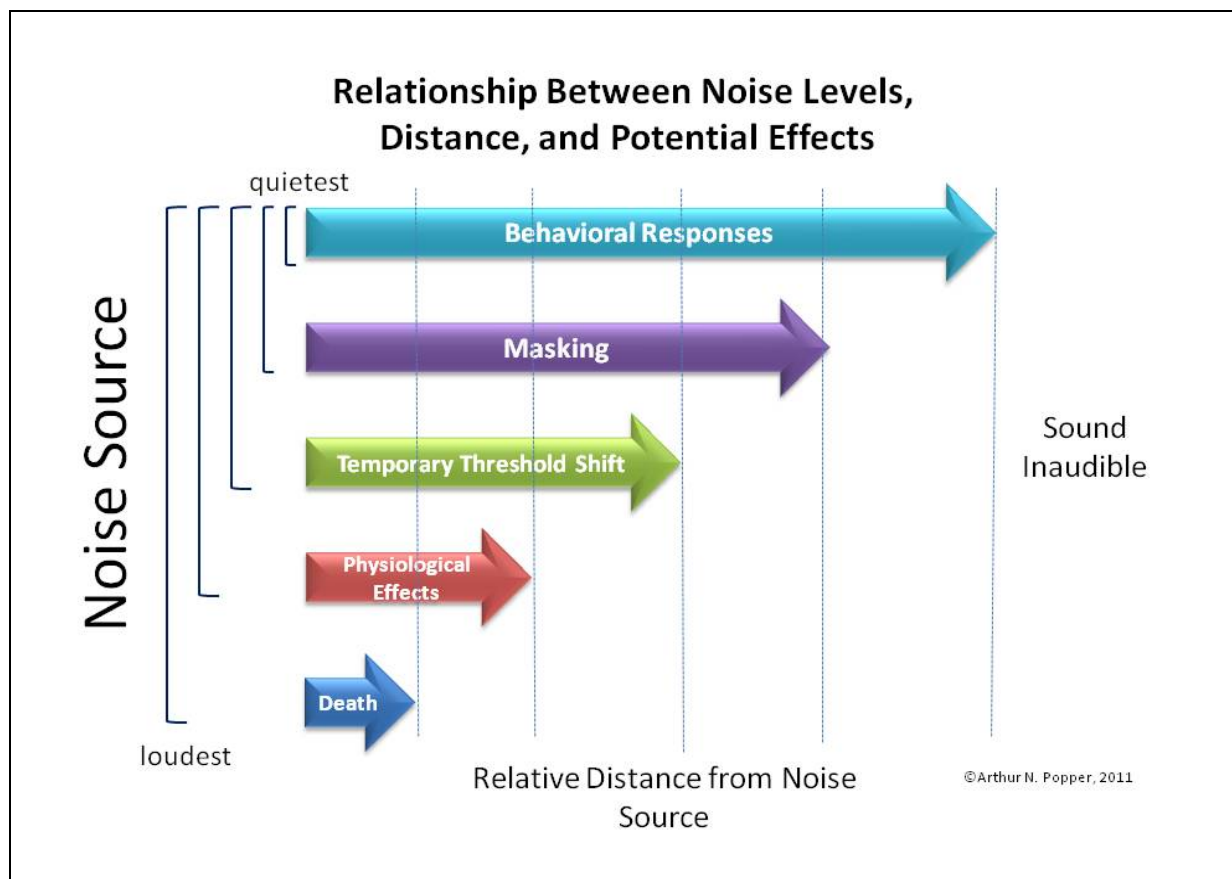 Relationship Between Noise Levels,
Distance, and Potential Effects
quietest
Behavioral Responses
Masking
Noise Source
Temporary Threshold Shift
Sound
Inaudible
Physiological
Effects
Death
loudest
Relative Distance from Noise
Source
©Arthur N. Popper, 2011